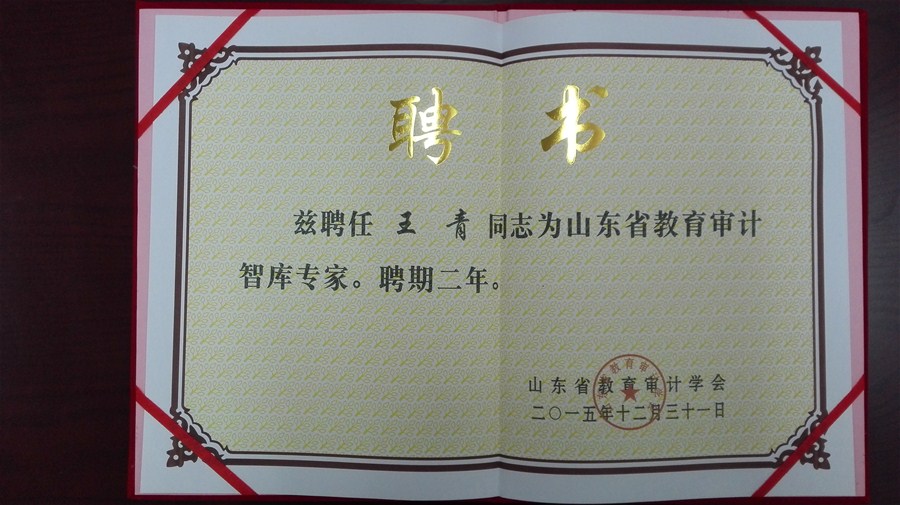 聘书
兹聘任 王 青 同志为山东省教育审计
智库专家。聘期二年。
山东省教育审计学会
二〇一五年十二月三十一日